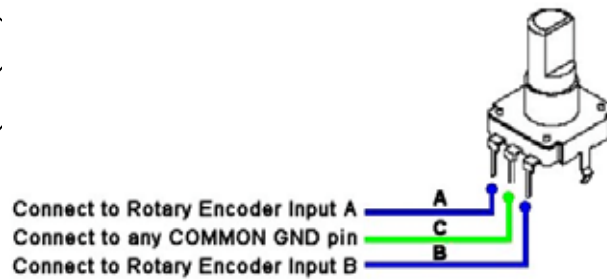 Connect to Rotary Encoder Input A
A
Connect to any COMMON GND pin
C
Connect to Rotary Encoder Input B
B